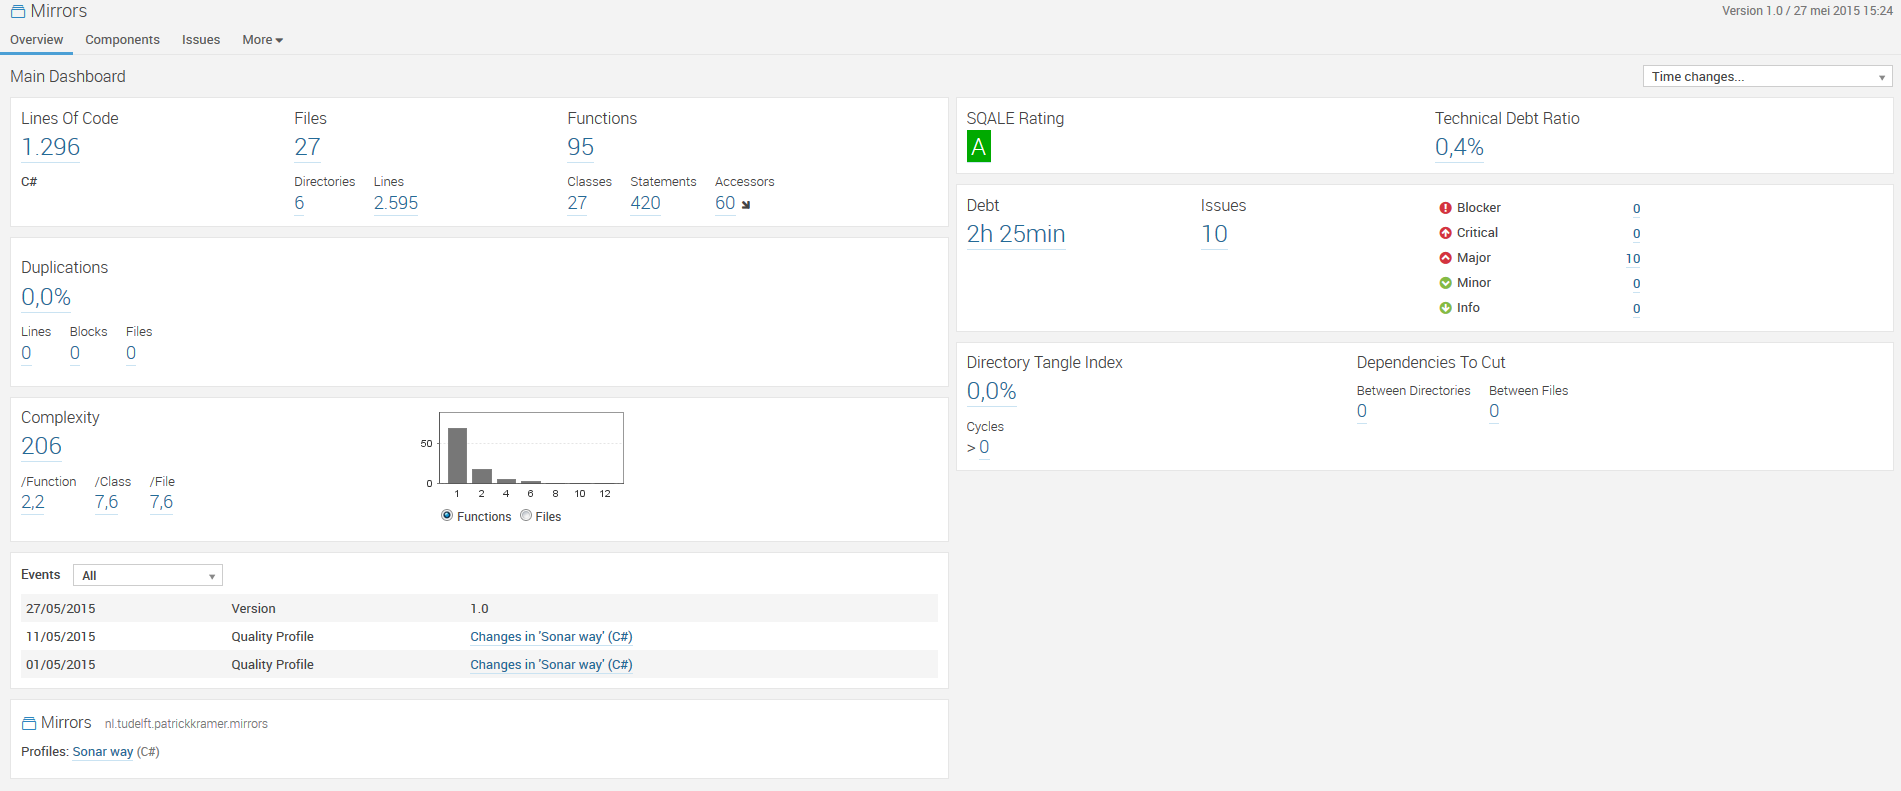 Mirrors
Version 1.0 / 27 mei 2015 15:24
Overview Components Issues More
Main Dashboard
Time changes...
Lines Of Code Files Functions
1.296 27 95
C# Directories Lines Classes Statements Accessors
6 2.595 27 420 60
Duplications
0,0%
Lines Blocks Files
0 0 0
Complexity
206
/Function /Class /File
2,2 7,6 7,6
50
0
1 2 4 6 8 10 12
Functions Files
Events All
27/05/2015 Version 1.0
11/05/2015 Quality Profile Changes in 'Sonar way' (C#)
01/05/2015 Quality Profile Changes in 'Sonar way' (C#)
Mirrors nl.tudelft.patrickkramer.mirrors
Profiles: Sonar way (C#)
SQALE Rating Technical Debt Ratio
A 0,4%
Debt Issues
2h 25min 10
Blocker 0
Critical 0
Major 10
Minor 0
Info 0
Directory Tangle Index Dependencies To Cut
0,0% Between Directories Between Files
0 0
Cycles
> 0